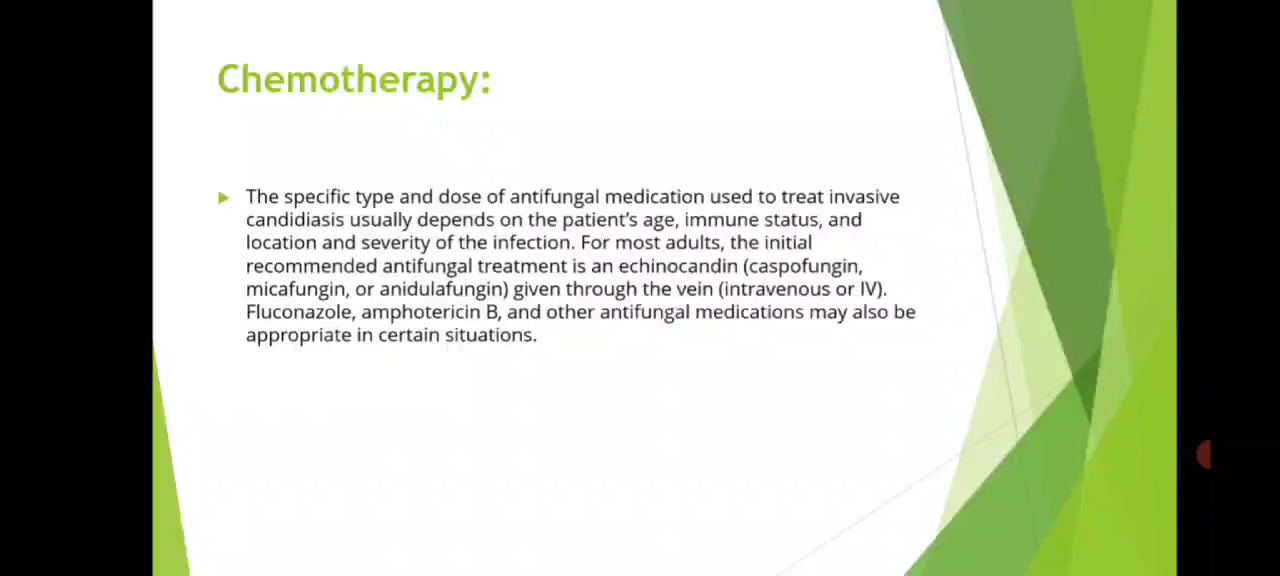 Chemotherapy:
The specific type and dose of antifungal medication used to treat invasive
candidiasis usually depends on the patient's age, immune status, and
location and severity of the infection. For most adults, the initial
recommended antifungal treatment is an echinocandin (caspofungin,
micafungin, or anidulafungin) given through the vein (intravenous or IV).
Fluconazole, amphotericin B, and other antifungal medications may also be
appropriate in certain situations.